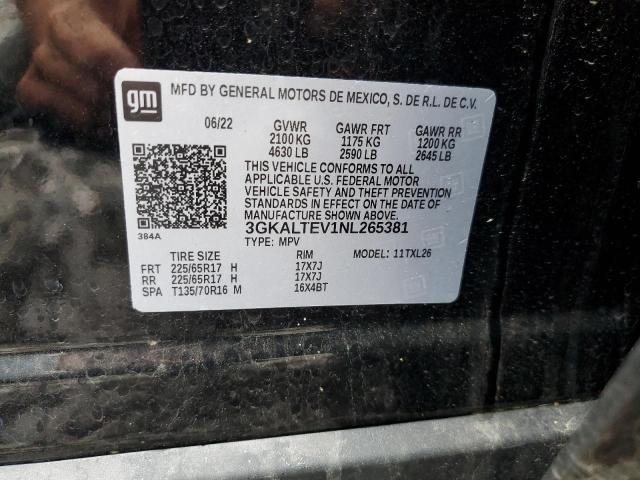 gm
MFD BY GENERAL MOTORS DE MEXICO, S. DE R.L. DE C.V.
06/22 GVWR GAWR FRT GAWR RR
2100 KG 1175 KG 1200 KG
4630 LB 2590 LB 2645 LB
THIS VEHICLE CONFORMS TO ALL
APPLICABLE U.S. FEDERAL MOTOR
VEHICLE SAFETY AND THEFT PREVENTION
STANDARDS IN EFFECT ON THE DATE OF
MANUFACTURE SHOWN ABOVE.
384A 3GKALTEV1NL265381
TYPE: MPV MODEL: 11TXL26
TIRE SIZE RIM
FRT 225/65R17 H 17X7J
RR 225/65R17 H 17X7J
SPA T135/70R16 M 16X4BT